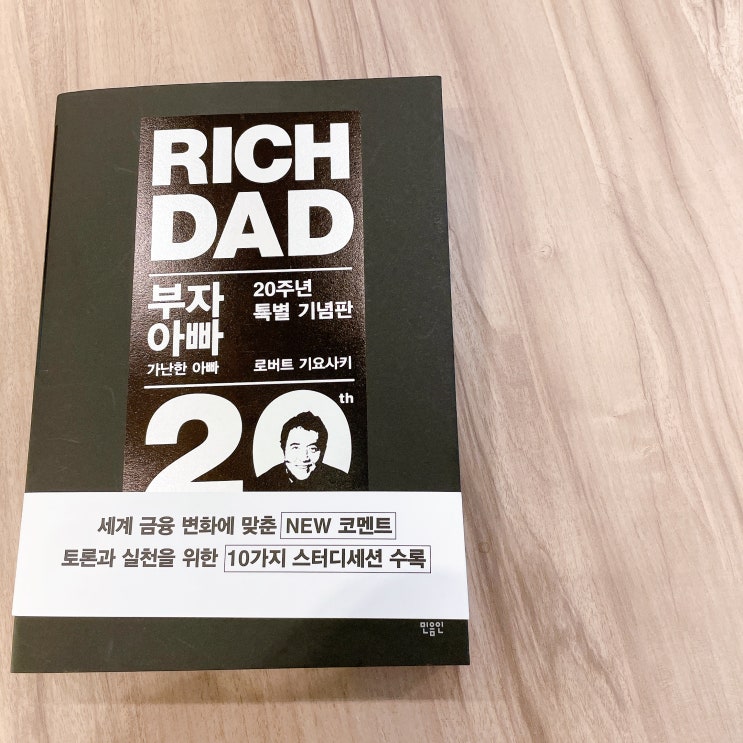 RICH
DAD
부자
아빠
가난한 아빠
20주년
특별 기념판
로버트 기요사키
20th
세계 금융 변화에 맞춘 NEW 코멘트
토론과 실천을 위한 10가지 스터디세션 수록
민음인